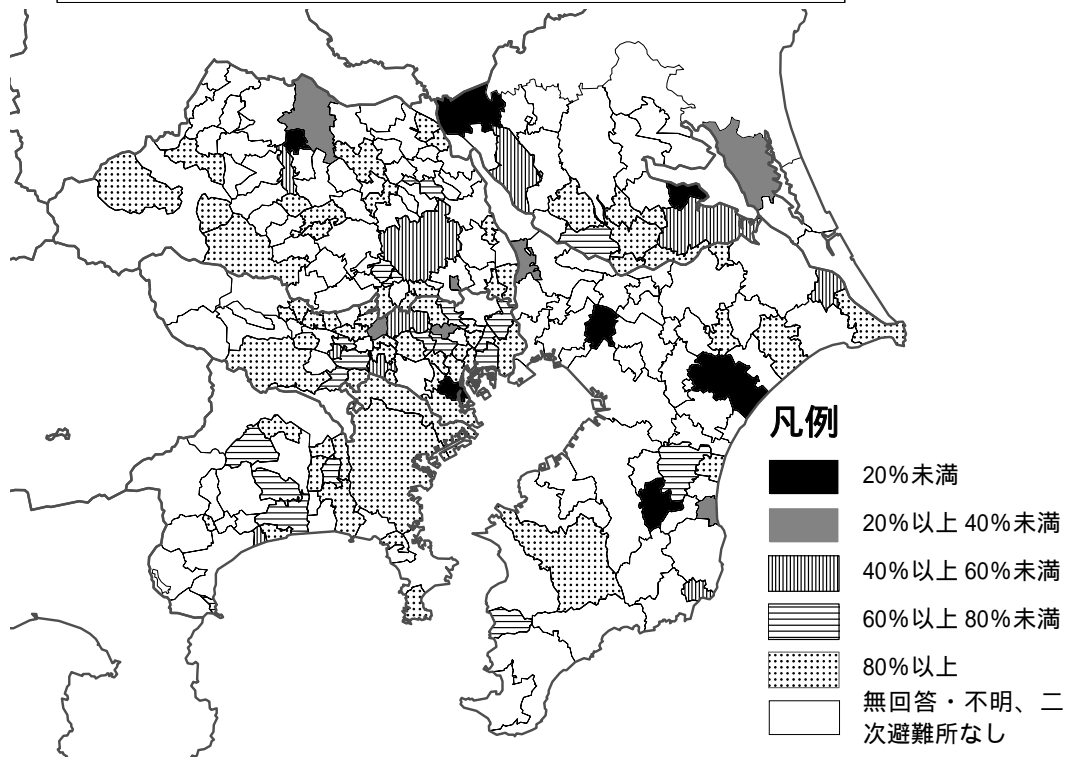 凡例
20%未満
20%以上 40%未満
40%以上 60%未満
60%以上 80%未満
80%以上
無回答・不明、二
次避難所なし